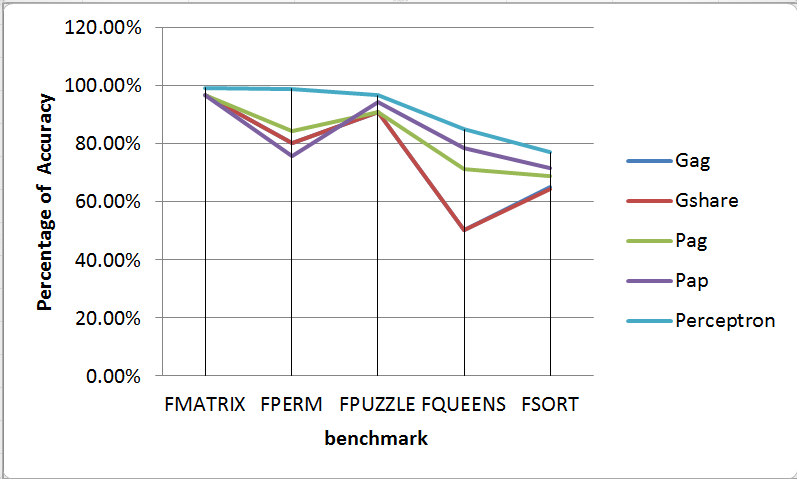 120.00%
100.00%
80.00%
60.00%
40.00%
20.00%
0.00%
Percentage of Accuracy
FMATRIX FPERM FPUZZLE FQUEENS FSORT
benchmark
Gag
Gshare
Pag
Pap
Perceptron